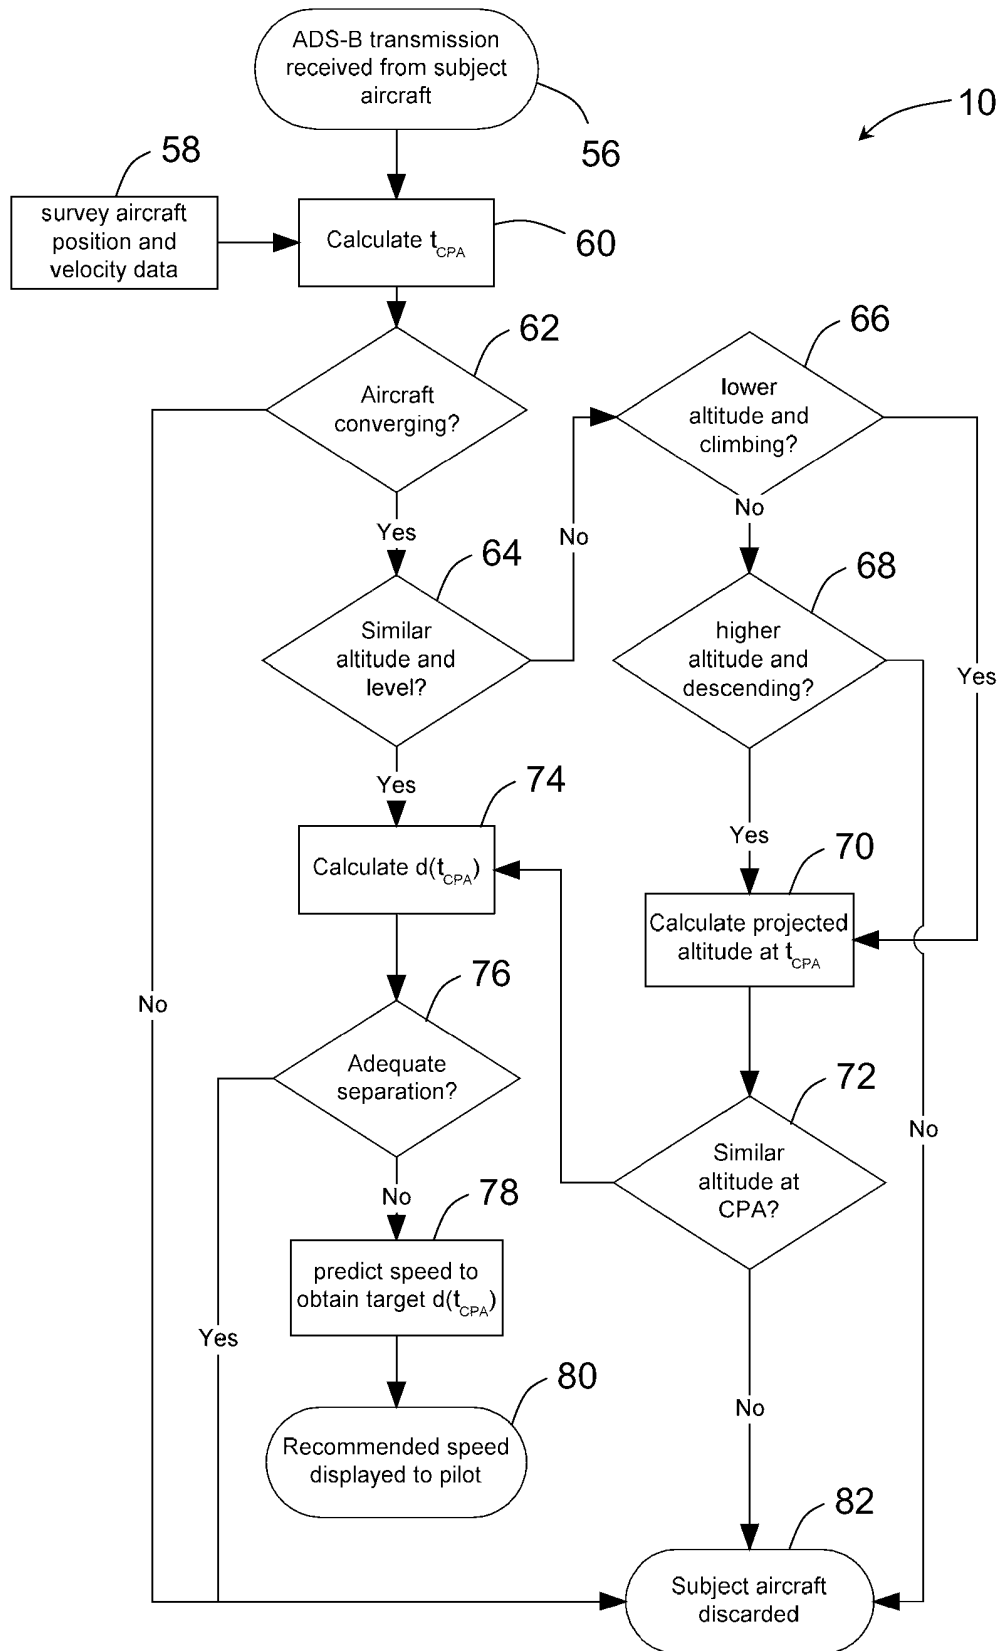 ADS-B transmission
received from subject
aircraft
56
10
58
survey aircraft
position and
velocity data
Calculate tCPA
60
62
Aircraft
converging?
66
lower
altitude and
climbing?
Yes
No
No
64
Similar
altitude and
level?
68
higher
altitude and
descending?
Yes
Yes
74
Calculate d(tCPA)
Yes
70
Calculate projected
altitude at tCPA
No
76
Adequate
separation?
72
Similar
altitude at
CPA?
No
No
78
predict speed to
obtain target d(tCPA)
Yes
80
Recommended speed
displayed to pilot
No
82
Subject aircraft
discarded